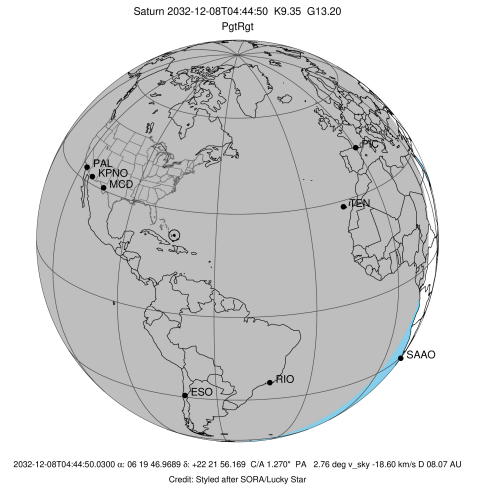 Saturn 2032-12-08T04:44:50 K9.35 G13.20
PgtRgt
PIC
PAL
KPNO
MCD
TEN
SAAO
RIO
ESO
2032-12-08T04:44:50.0300 α: 06 19 46.9689 δ: +22 21 56.169 C/A 1.270" PA 2.76 deg v_sky -18.60 km/s D 08.07 AU
Credit: Styled after SORA/Lucky Star